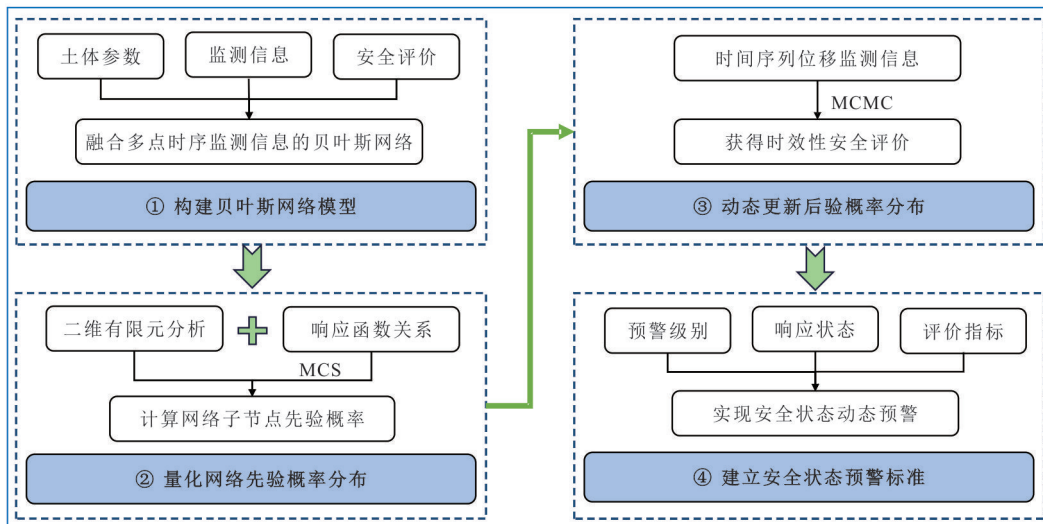 土体参数
监测信息
安全评价
融合多点时序监测信息的贝叶斯网络
① 构建贝叶斯网络模型
二维有限元分析
响应函数关系
MCS
计算网络子节点先验概率
② 量化网络先验概率分布
时间序列位移监测信息
MCMC
获得时效性安全评价
③ 动态更新后验概率分布
预警级别
响应状态
评价指标
实现安全状态动态预警
④ 建立安全状态预警标准